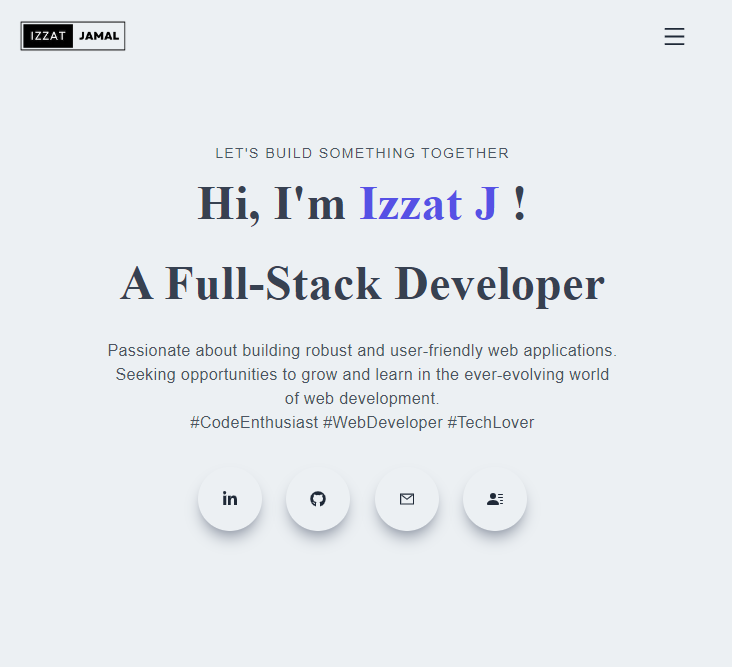 IZZAT JAMAL
LET'S BUILD SOMETHING TOGETHER
Hi, I'm Izzat J !
A Full-Stack Developer
Passionate about building robust and user-friendly web applications.
Seeking opportunities to grow and learn in the ever-evolving world
of web development.
#CodeEnthusiast #WebDeveloper #TechLover
in